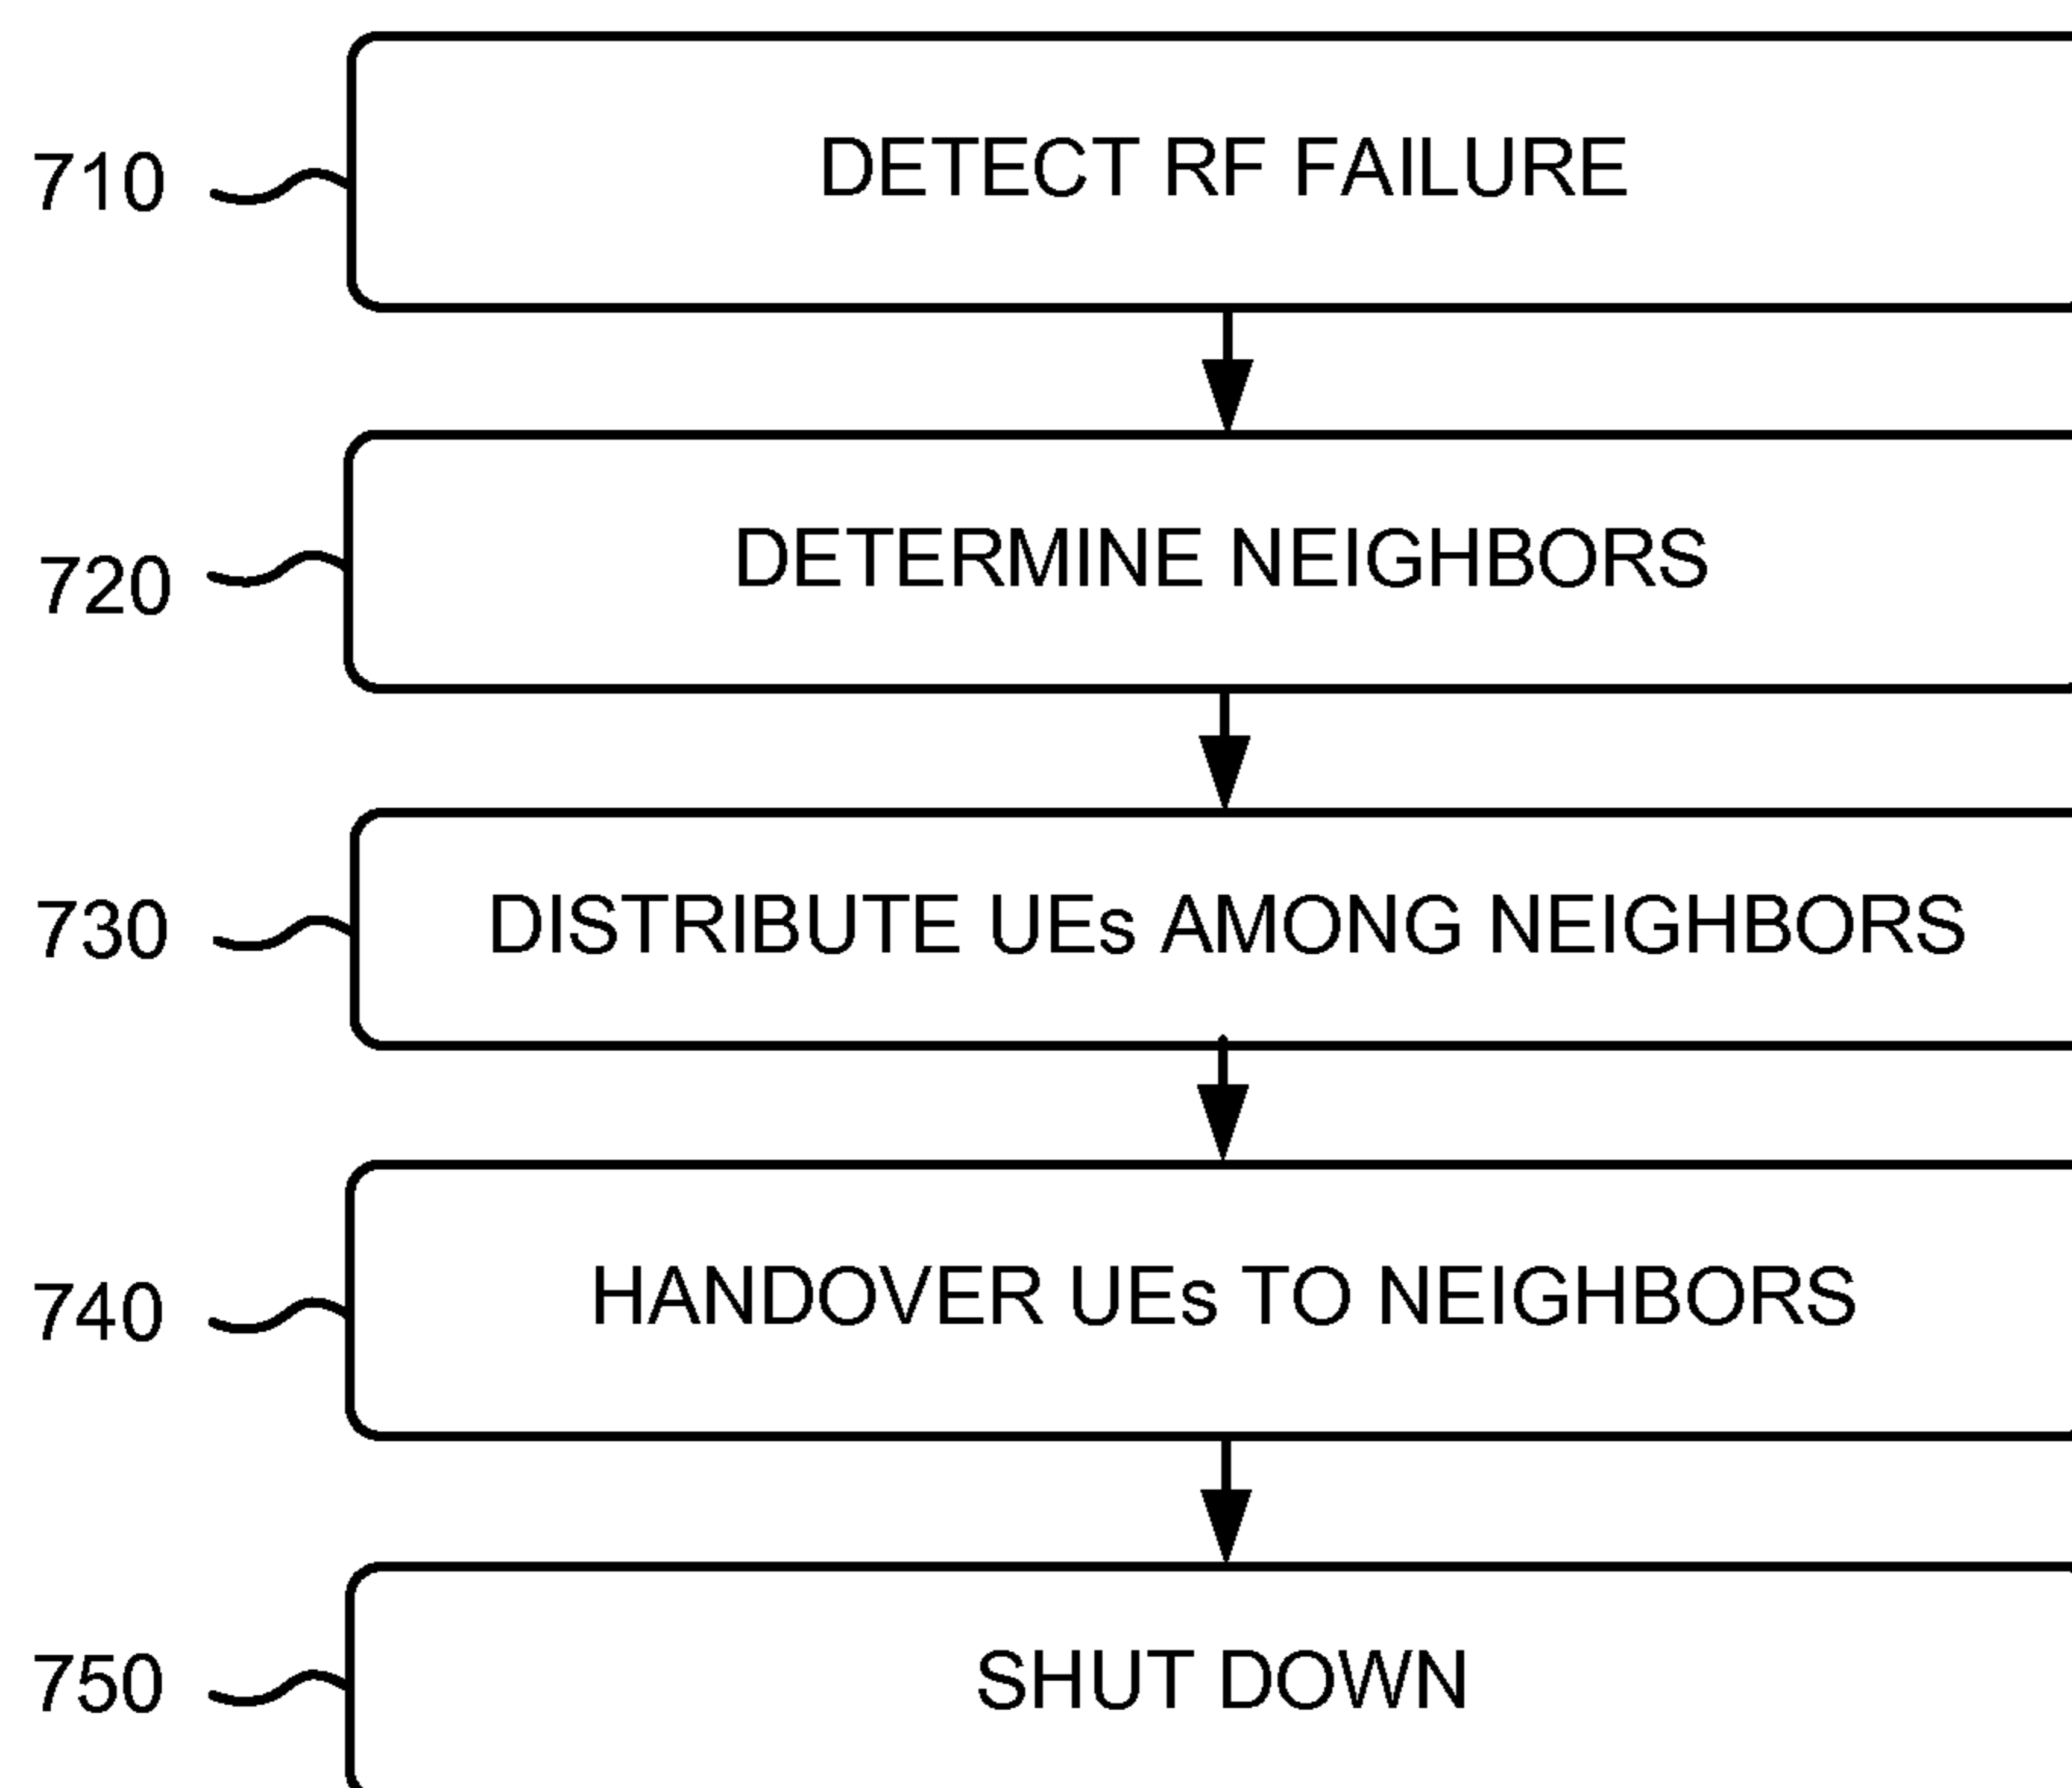 710 DETECT RF FAILURE
720 DETERMINE NEIGHBORS
730 DISTRIBUTE UEs AMONG NEIGHBORS
740 HANDOVER UEs TO NEIGHBORS
750 SHUT DOWN